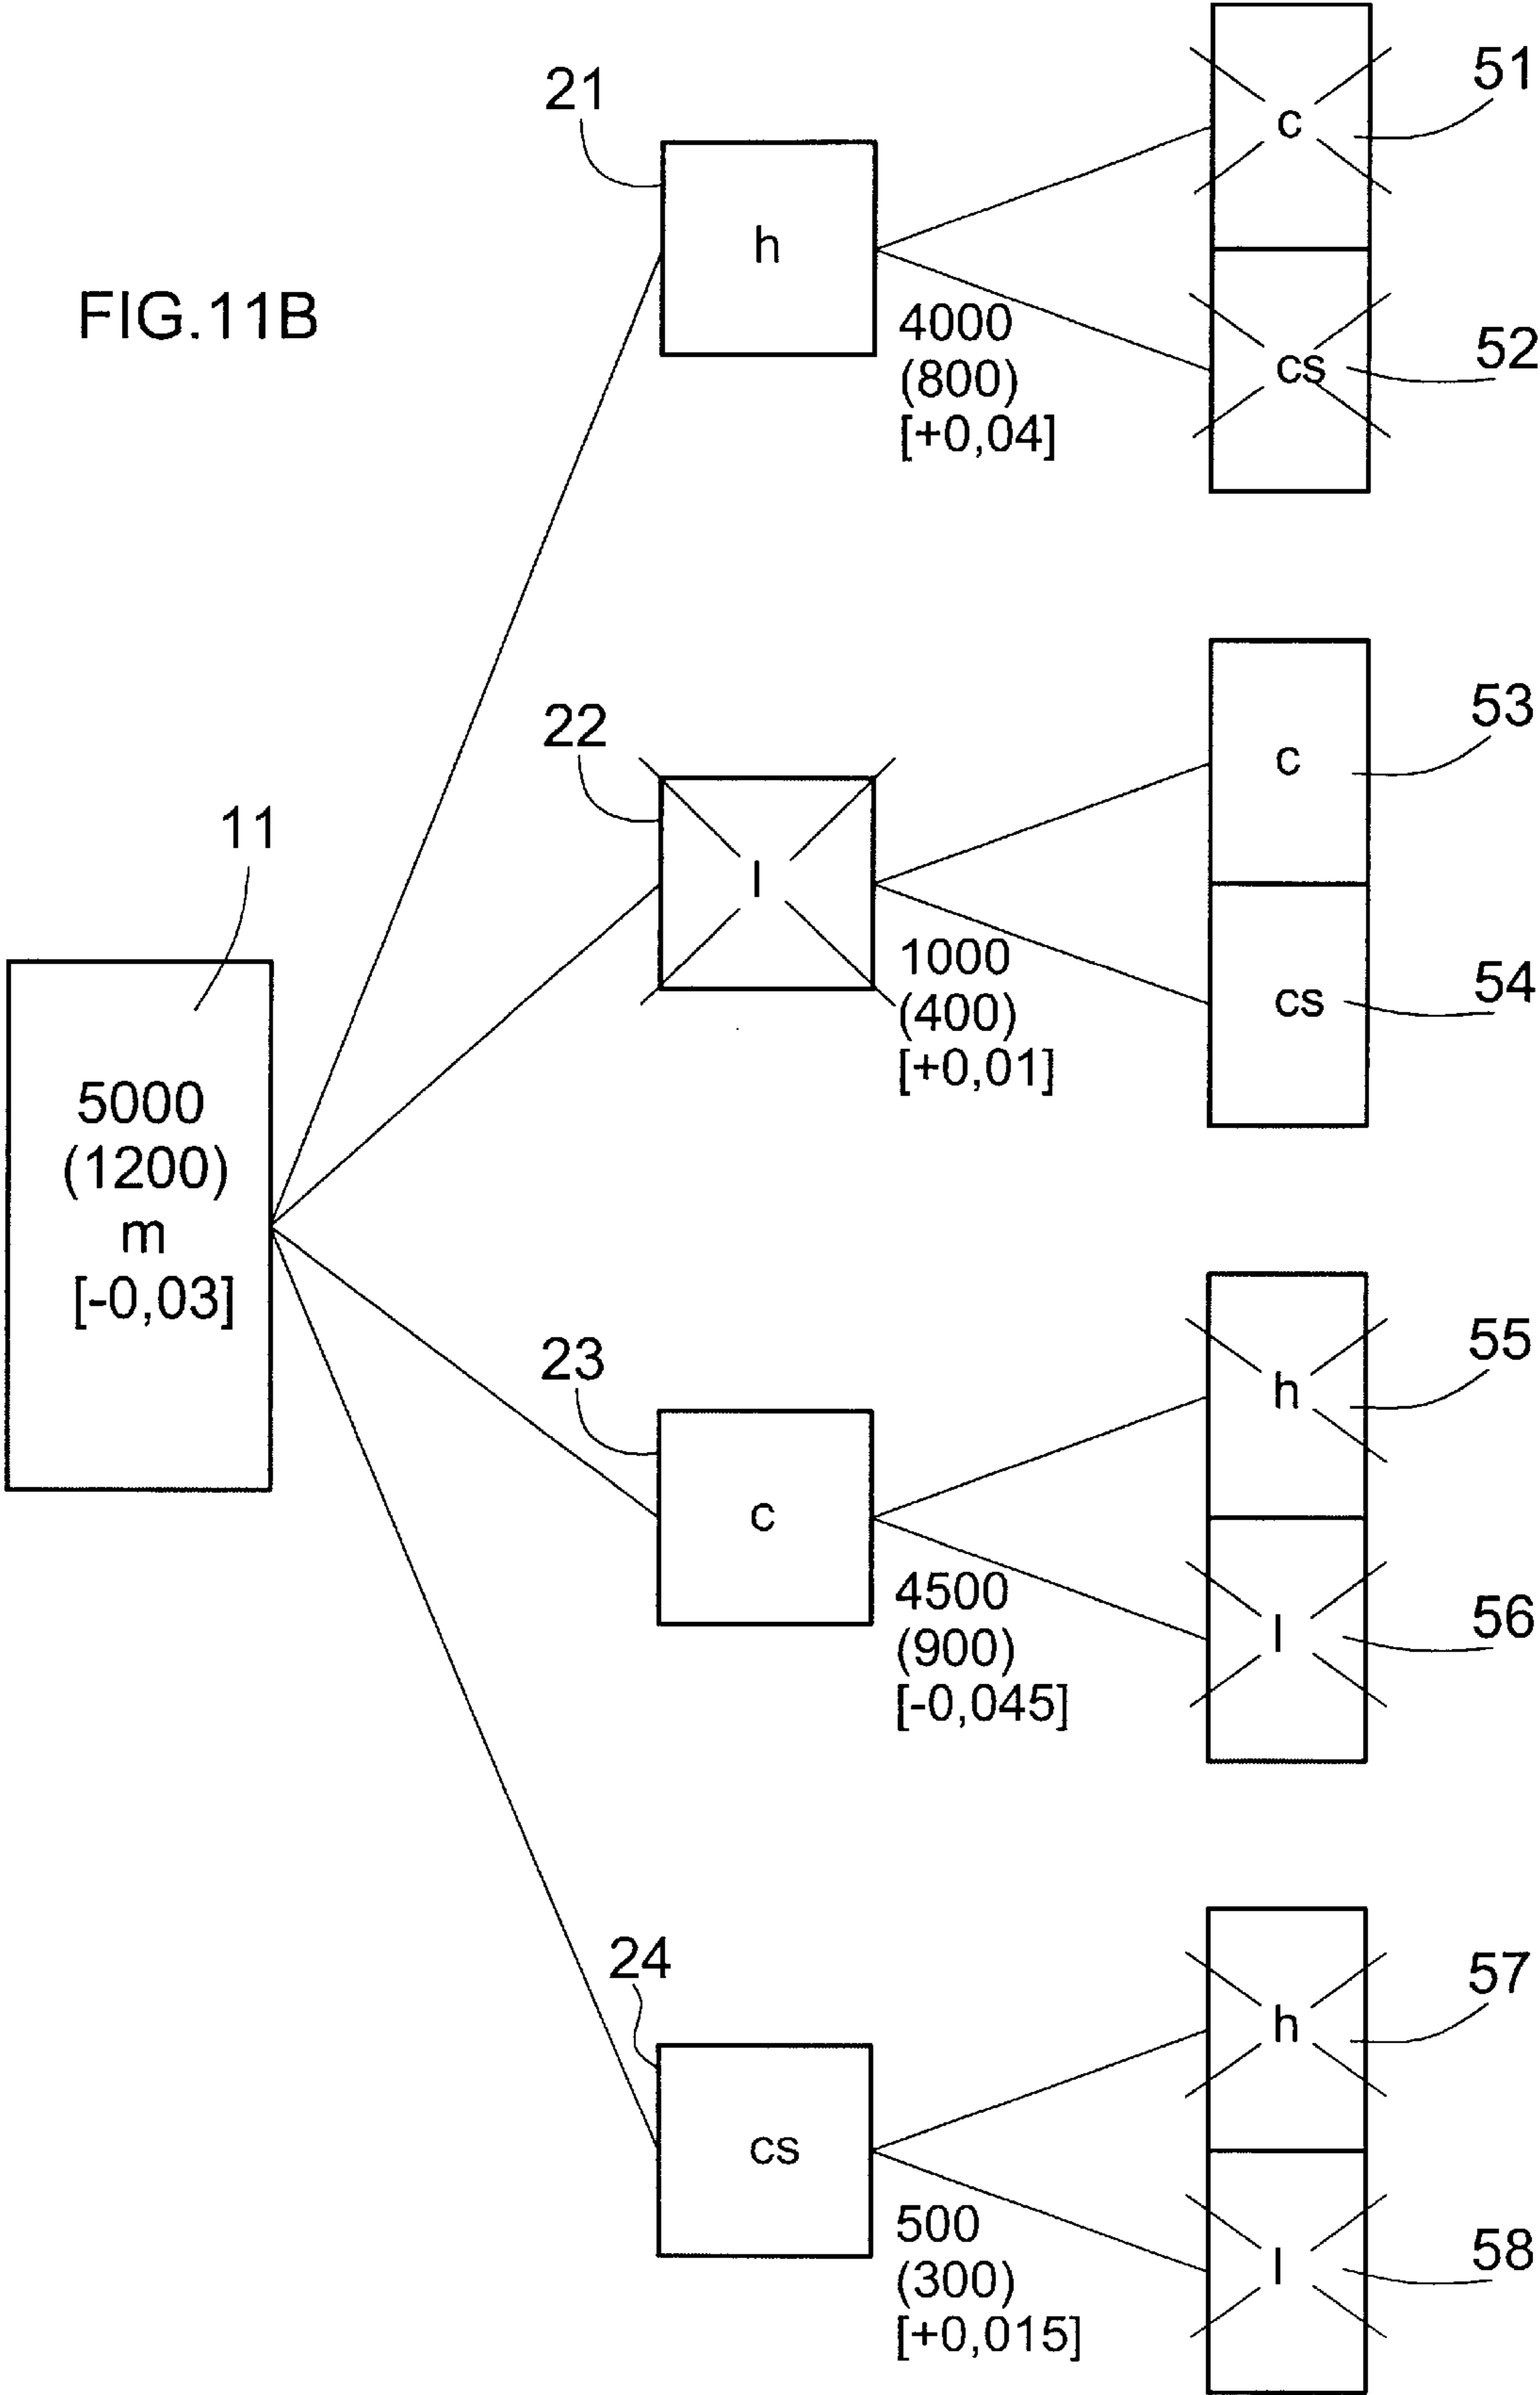 FIG.11B
21
h
4000
(800)
[+0,04]
c
51
cs
52
22
l
1000
(400)
[+0,01]
c
53
cs
54
11
5000
(1200)
m
[-0,03]
23
c
4500
(900)
[-0,045]
h
55
l
56
24
cs
500
(300)
[+0,015]
h
57
l
58